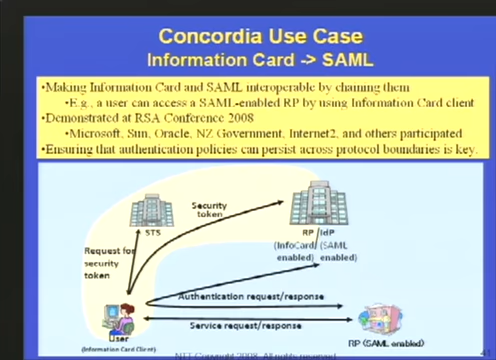 Concordia Use Case
Information Card -> SAML
•Making Information Card and SAML interoperable by chaining them
•E.g., a user can access a SAML-enabled RP by using Information Card client
•Demonstrated at RSA Conference 2008
•Microsoft, Sun, Oracle, NZ Government, Internet2, and others participated
•Ensuring that authentication policies can persist across protocol boundaries is key.
Security
token
STS
RP/IdP
(InfoCard (SAML
enabled) enabled)
Request for
security
token
Authentication request/response
Service request/response
User
(Information Card Client)
RP (SAML enabled)
NTT Copyright 2008. All rights reserved.